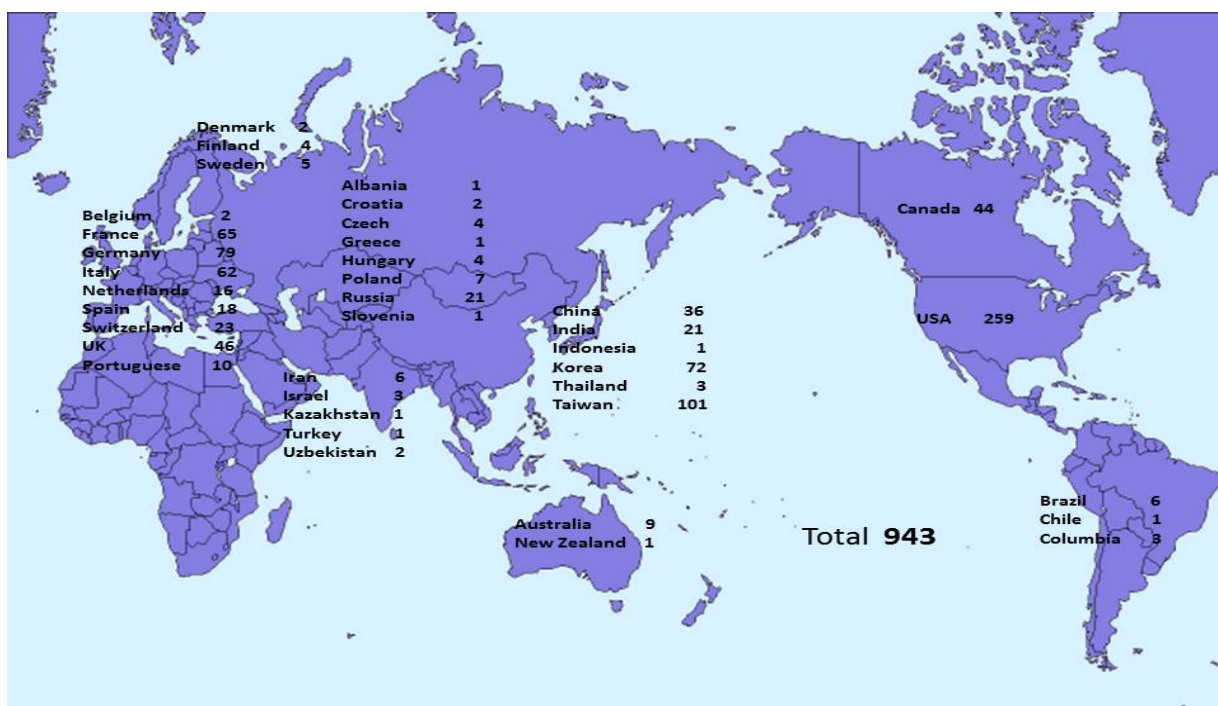 Denmark 2
Finland 4
Sweden 5
Albania 1
Croatia 2
Czech 4
Greece 1
Hungary 4
Poland 7
Russia 21
Slovenia 1
Belgium 2
France 65
Germany 79
Italy 62
Netherlands 16
Spain 18
Switzerland 23
UK 46
Portuguese 10
Iran 6
Israel 3
Kazakhstan 1
Turkey 1
Uzbekistan 2
China 36
India 21
Indonesia 1
Korea 72
Thailand 3
Taiwan 101
Canada 44
USA 259
Australia 9
New Zealand 1
Total 943
Brazil 6
Chile 1
Columbia 3